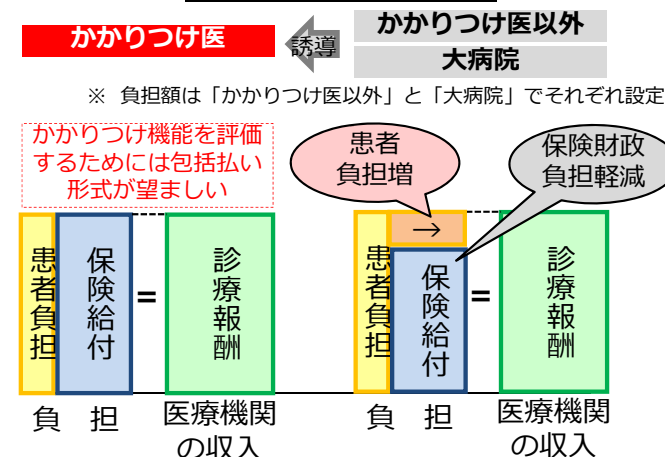 かかりつけ医
誘導
かかりつけ医以外
大病院
※ 負担額は「かかりつけ医以外」と「大病院」でそれぞれ設定
かかりつけ機能を評価
するためには包括払い
形式が望ましい
患者
負担増
保険財政
負担軽減
患者負担
保険給付
=
診療報酬
患者負担
→
保険給付
=
診療報酬
負 担
医療機関
の収入
負 担
医療機関
の収入